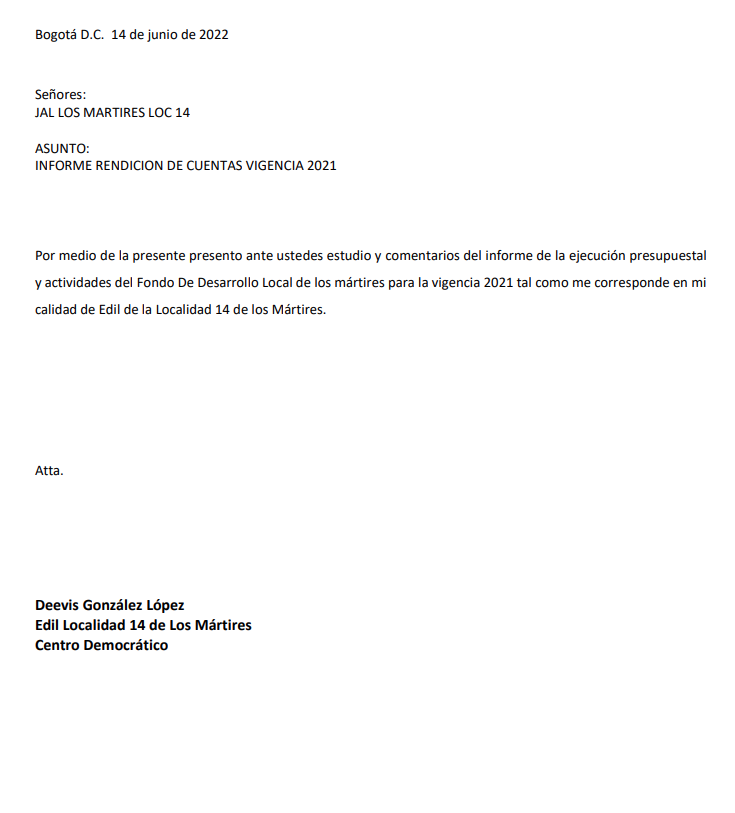 Bogotá D.C.  14 de junio de 2022
Señores:
JAL LOS MARTIRES LOC 14
ASUNTO:
INFORME RENDICION DE CUENTAS VIGENCIA 2021
Por medio de la presente presento ante ustedes estudio y comentarios del informe de la ejecución presupuestal
y actividades del Fondo De Desarrollo Local de los mártires para la vigencia 2021 tal como me corresponde en mi
calidad de Edil de la Localidad 14 de los Mártires.
Atta.
Deevis González López
Edil Localidad 14 de Los Mártires
Centro Democrático